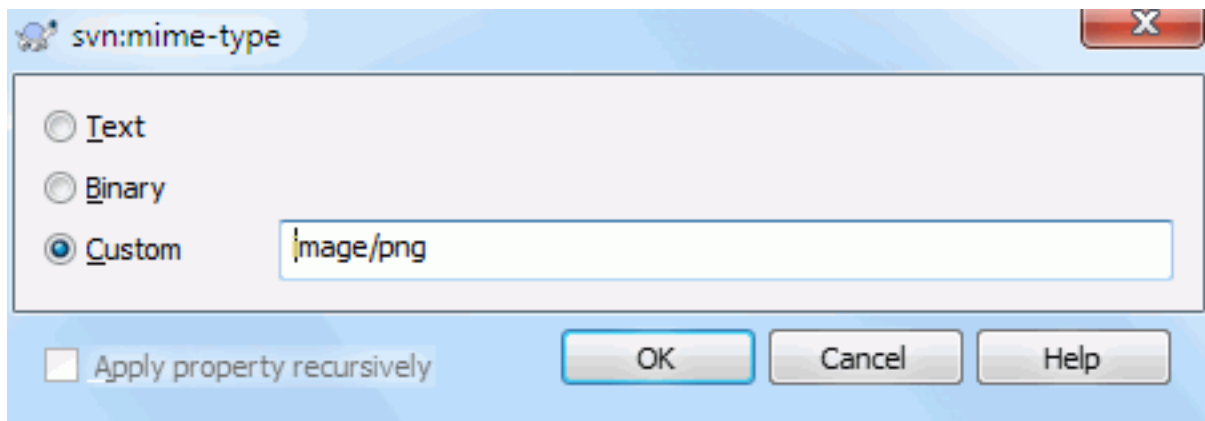 svn:mime-type
Text
Binary
Custom image/png
Apply property recursively OK Cancel Help